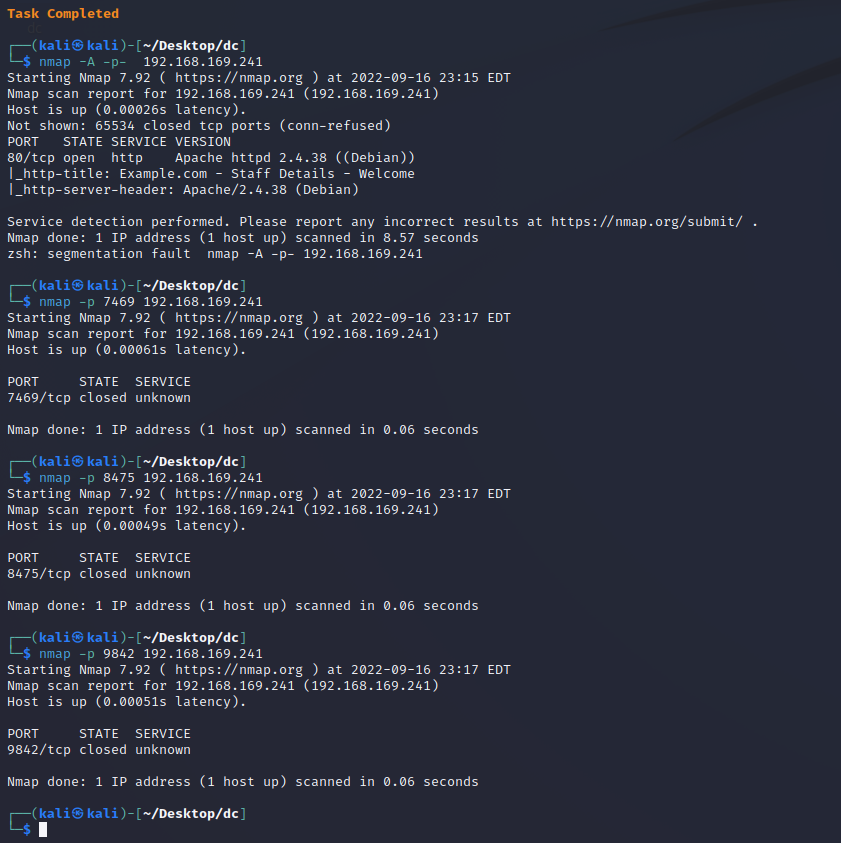 Task Completed
┌──(kali㉿kali)-[~/Desktop/dc]
└─$ nmap -A -p-  192.168.169.241
Starting Nmap 7.92 ( https://nmap.org ) at 2022-09-16 23:15 EDT
Nmap scan report for 192.168.169.241 (192.168.169.241)
Host is up (0.00026s latency).
Not shown: 65534 closed tcp ports (conn-refused)
PORT   STATE SERVICE VERSION
80/tcp open  http    Apache httpd 2.4.38 ((Debian))
|_http-title: Example.com - Staff Details - Welcome
|_http-server-header: Apache/2.4.38 (Debian)
Service detection performed. Please report any incorrect results at https://nmap.org/submit/ .
Nmap done: 1 IP address (1 host up) scanned in 8.57 seconds
zsh: segmentation fault  nmap -A -p- 192.168.169.241
┌──(kali㉿kali)-[~/Desktop/dc]
└─$ nmap -p 7469 192.168.169.241
Starting Nmap 7.92 ( https://nmap.org ) at 2022-09-16 23:17 EDT
Nmap scan report for 192.168.169.241 (192.168.169.241)
Host is up (0.00061s latency).
PORT     STATE  SERVICE
7469/tcp closed unknown
Nmap done: 1 IP address (1 host up) scanned in 0.06 seconds
┌──(kali㉿kali)-[~/Desktop/dc]
└─$ nmap -p 8475 192.168.169.241
Starting Nmap 7.92 ( https://nmap.org ) at 2022-09-16 23:17 EDT
Nmap scan report for 192.168.169.241 (192.168.169.241)
Host is up (0.00049s latency).
PORT     STATE  SERVICE
8475/tcp closed unknown
Nmap done: 1 IP address (1 host up) scanned in 0.06 seconds
┌──(kali㉿kali)-[~/Desktop/dc]
└─$ nmap -p 9842 192.168.169.241
Starting Nmap 7.92 ( https://nmap.org ) at 2022-09-16 23:17 EDT
Nmap scan report for 192.168.169.241 (192.168.169.241)
Host is up (0.00051s latency).
PORT     STATE  SERVICE
9842/tcp closed unknown
Nmap done: 1 IP address (1 host up) scanned in 0.06 seconds
┌──(kali㉿kali)-[~/Desktop/dc]
└─$